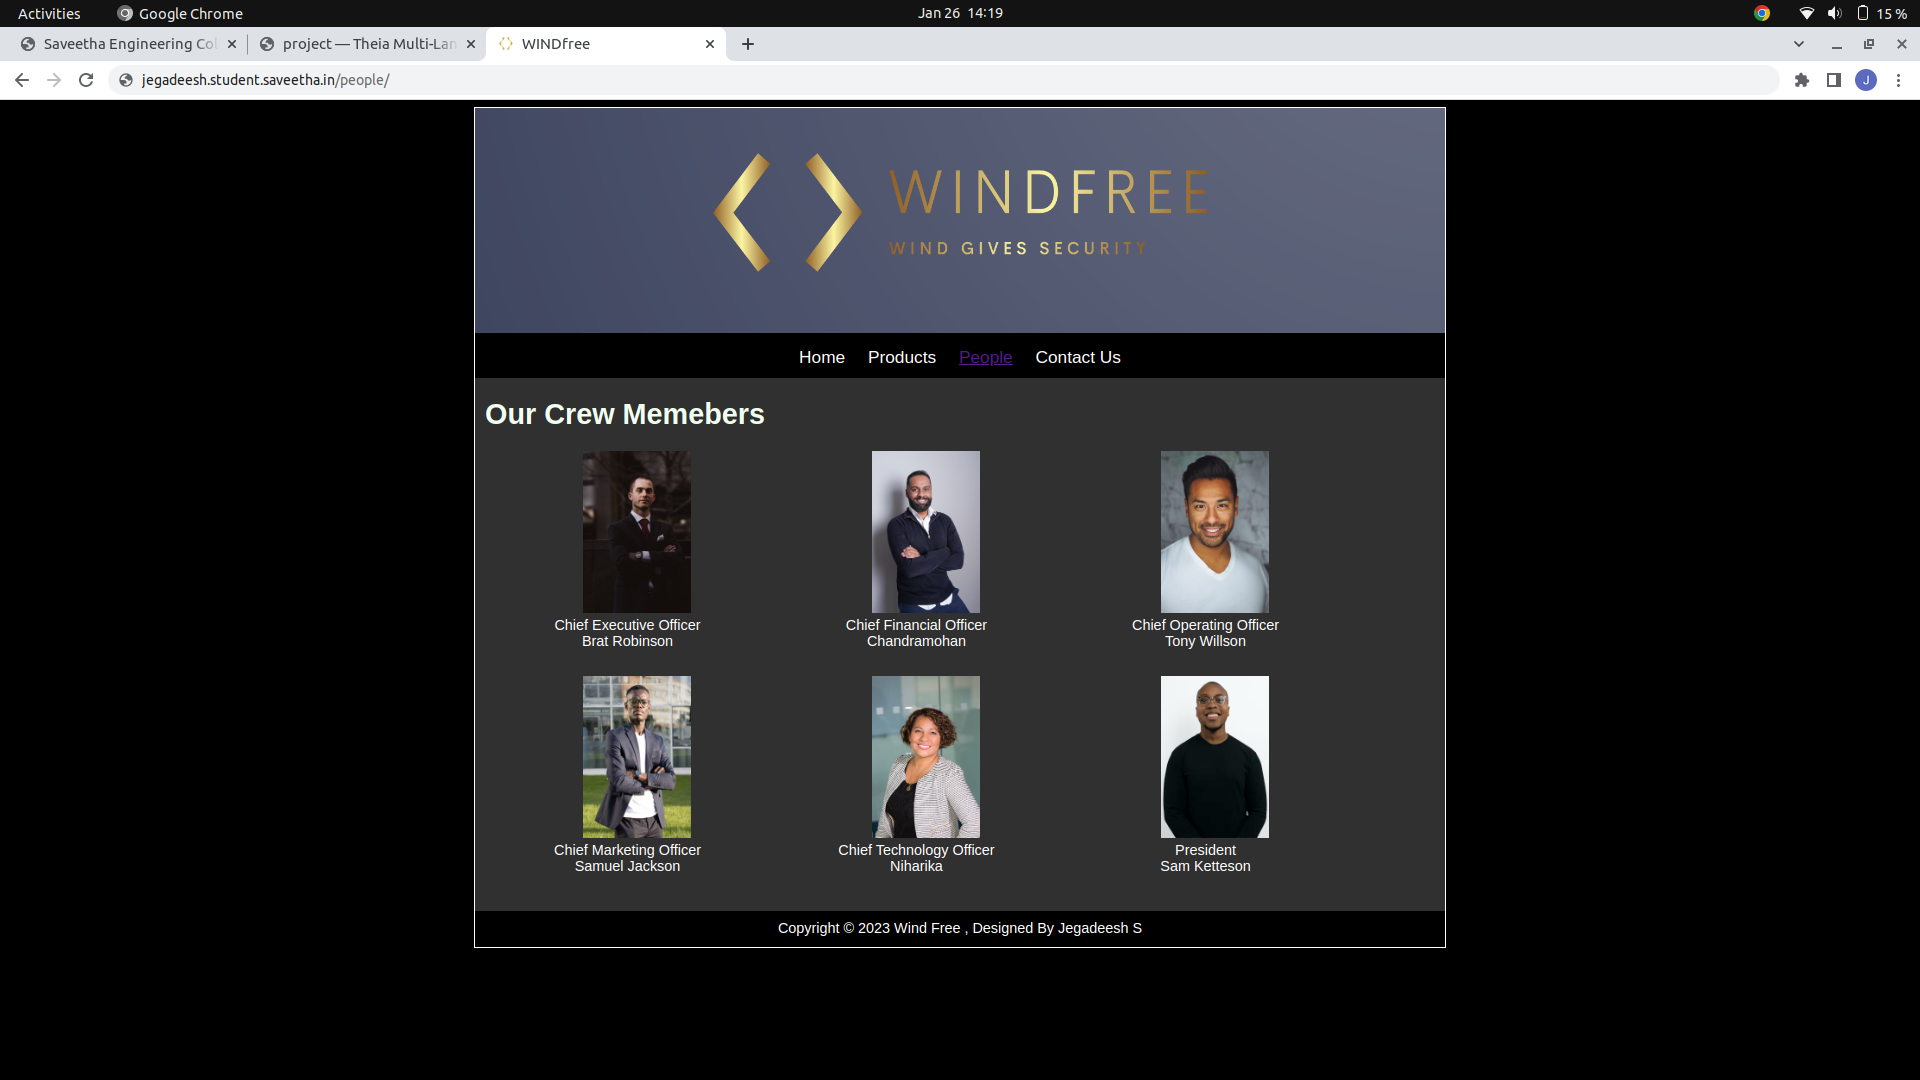 Activities Google Chrome Jan 26 14:19 15 %
Saveetha Engineering Co project — Theia Multi-Lan WINDfree
jegadeesh.student.saveetha.in/people/ J
WINDFREE
WIND GIVES SECURITY
Home Products People Contact Us
Our Crew Memebers
Chief Executive Officer Chief Financial Officer Chief Operating Officer
Brat Robinson Chandramohan Tony Willson
Chief Marketing Officer Chief Technology Officer President
Samuel Jackson Niharika Sam Ketteson
Copyright © 2023 Wind Free , Designed By Jegadeesh S